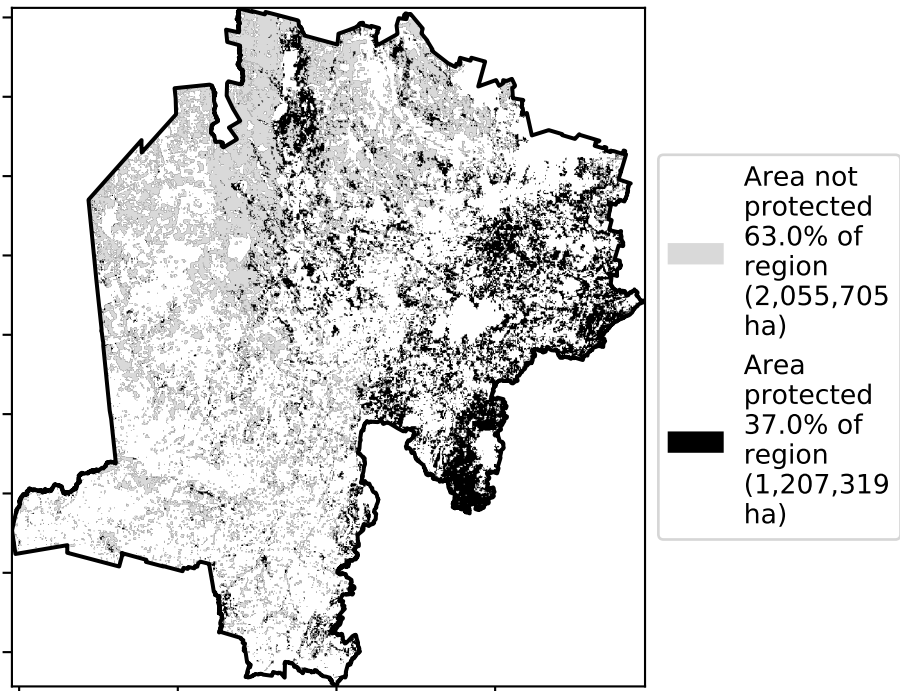 Area not
protected
63.0% of
region
(2,055,705
ha)
Area
protected
37.0% of
region
(1,207,319
ha)